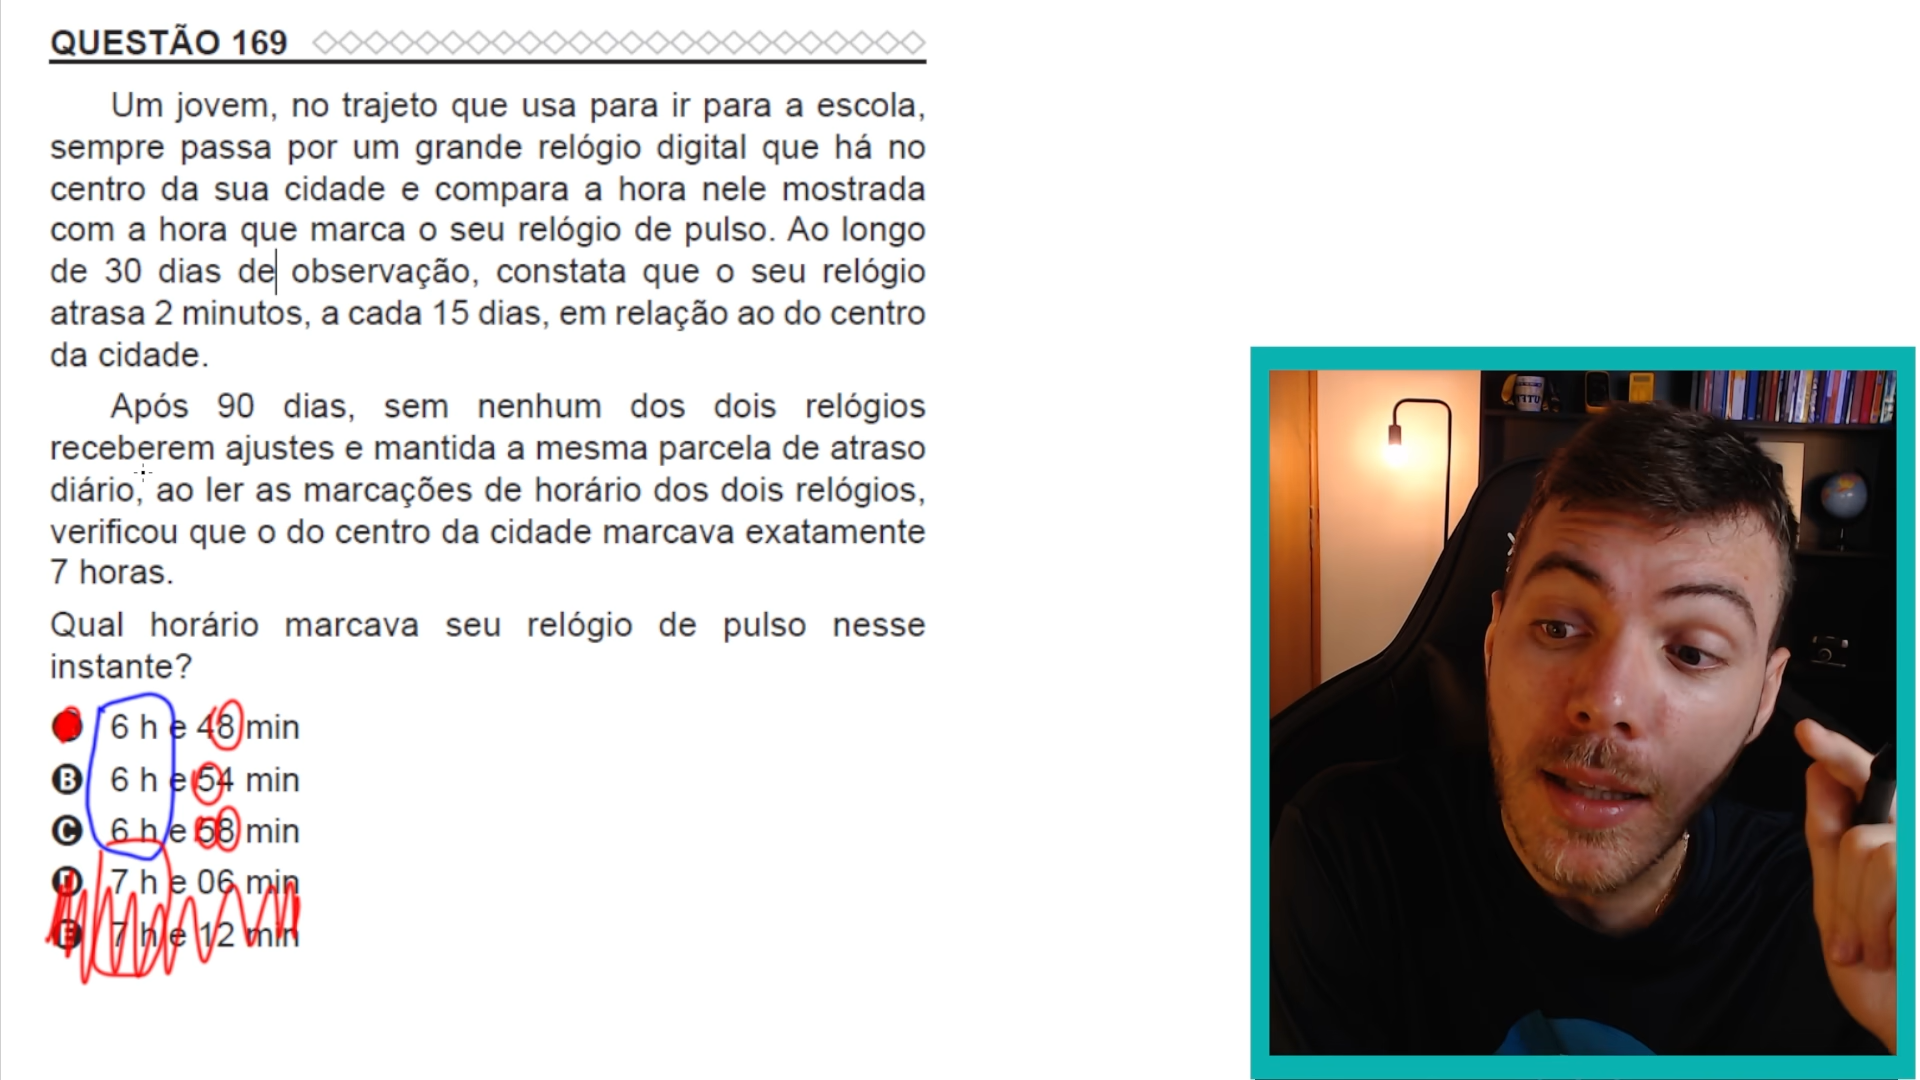 QUESTÃO 169
Um jovem, no trajeto que usa para ir para a escola,
sempre passa por um grande relógio digital que há no
centro da sua cidade e compara a hora nele mostrada
com a hora que marca o seu relógio de pulso. Ao longo
de 30 dias de observação, constata que o seu relógio
atrasa 2 minutos, a cada 15 dias, em relação ao do centro
da cidade.
Após 90 dias, sem nenhum dos dois relógios
receberem ajustes e mantida a mesma parcela de atraso
diário, ao ler as marcações de horário dos dois relógios,
verificou que o do centro da cidade marcava exatamente
7 horas.
Qual horário marcava seu relógio de pulso nesse
instante?
6 h e 48 min
B 6 h e 54 min
C 6 h e 58 min
D 7 h e 06 min
E 7 h e 12 min